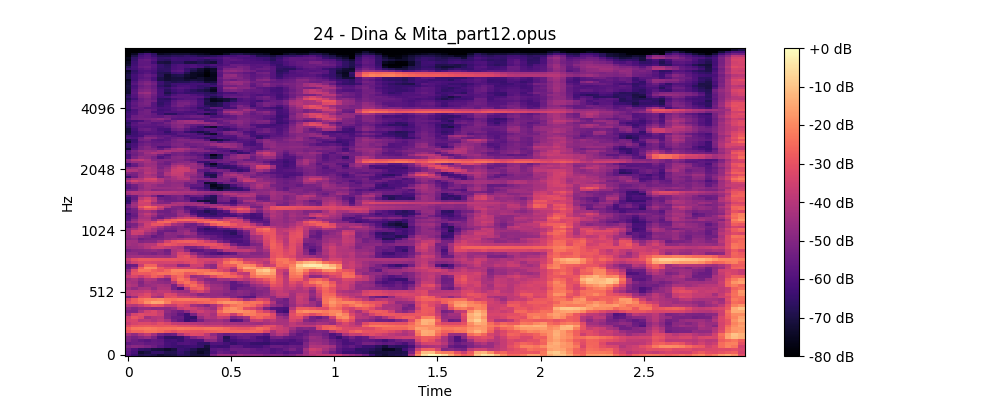 24 - Dina & Mita_part12.opus
Hz
4096
2048
1024
512
0
0
0.5
1
1.5
2
2.5
Time
+0 dB
-10 dB
-20 dB
-30 dB
-40 dB
-50 dB
-60 dB
-70 dB
-80 dB